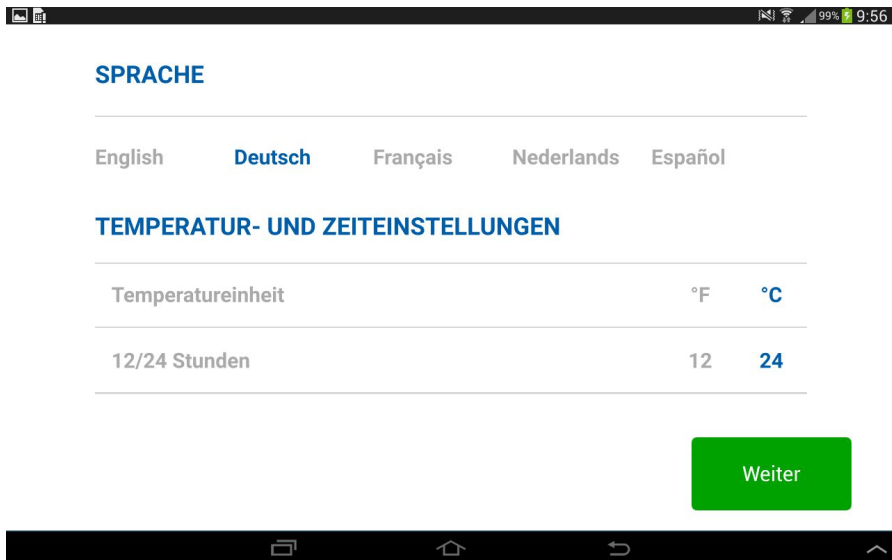 99% 9:56
SPRACHE
English Deutsch Français Nederlands Español
TEMPERATUR- UND ZEITEINSTELLUNGEN
Temperatureinheit °F °C
12/24 Stunden 12 24
Weiter